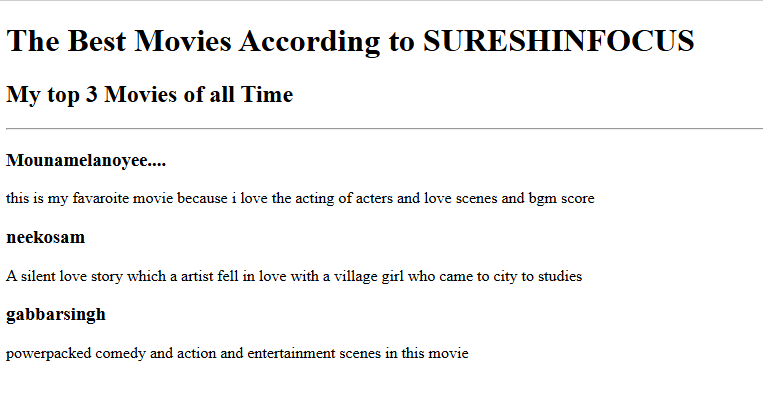 The Best Movies According to SURESHINFOCUS
My top 3 Movies of all Time
Mounamelanoyee....
this is my favaroite movie because i love the acting of acters and love scenes and bgm score
neekosam
A silent love story which a artist fell in love with a village girl who came to city to studies
gabbarsingh
powerpacked comedy and action and entertainment scenes in this movie